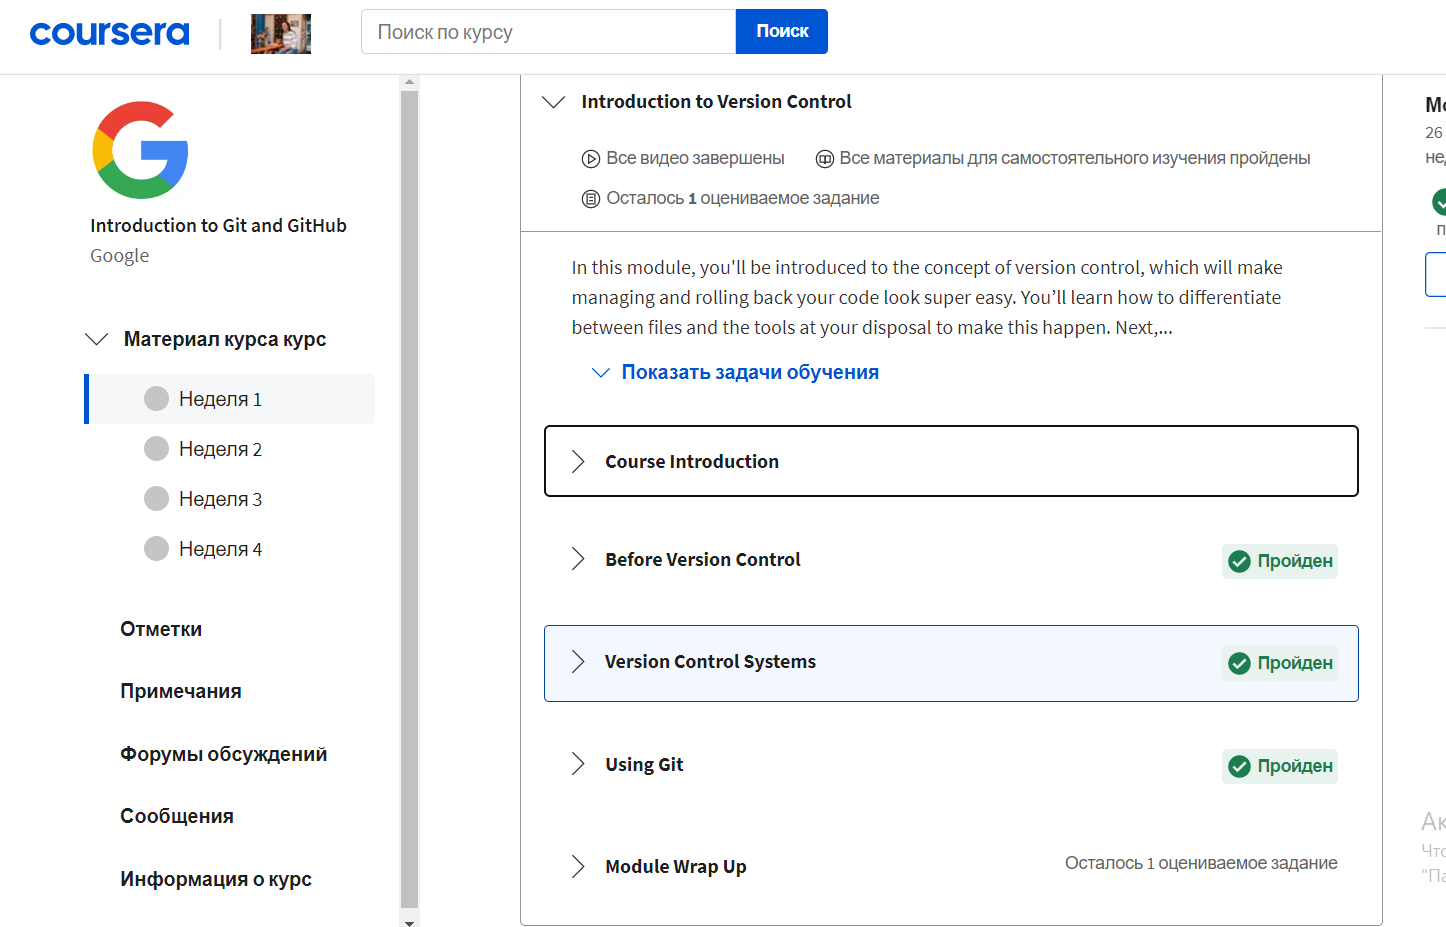 coursera
Поиск по курсу
Поиск
Introduction to Git and GitHub
Google
Материал курса курс
Неделя 1
Неделя 2
Неделя 3
Неделя 4
Отметки
Примечания
Форумы обсуждений
Сообщения
Информация о курс
Introduction to Version Control
Все видео завершены
Все материалы для самостоятельного изучения пройдены
Осталось 1 оцениваемое задание
In this module, you'll be introduced to the concept of version control, which will make
managing and rolling back your code look super easy. You’ll learn how to differentiate
between files and the tools at your disposal to make this happen. Next,...
Показать задачи обучения
Course Introduction
Before Version Control
Пройден
Version Control Systems
Пройден
Using Git
Пройден
Module Wrap Up
Осталось 1 оцениваемое задание
26